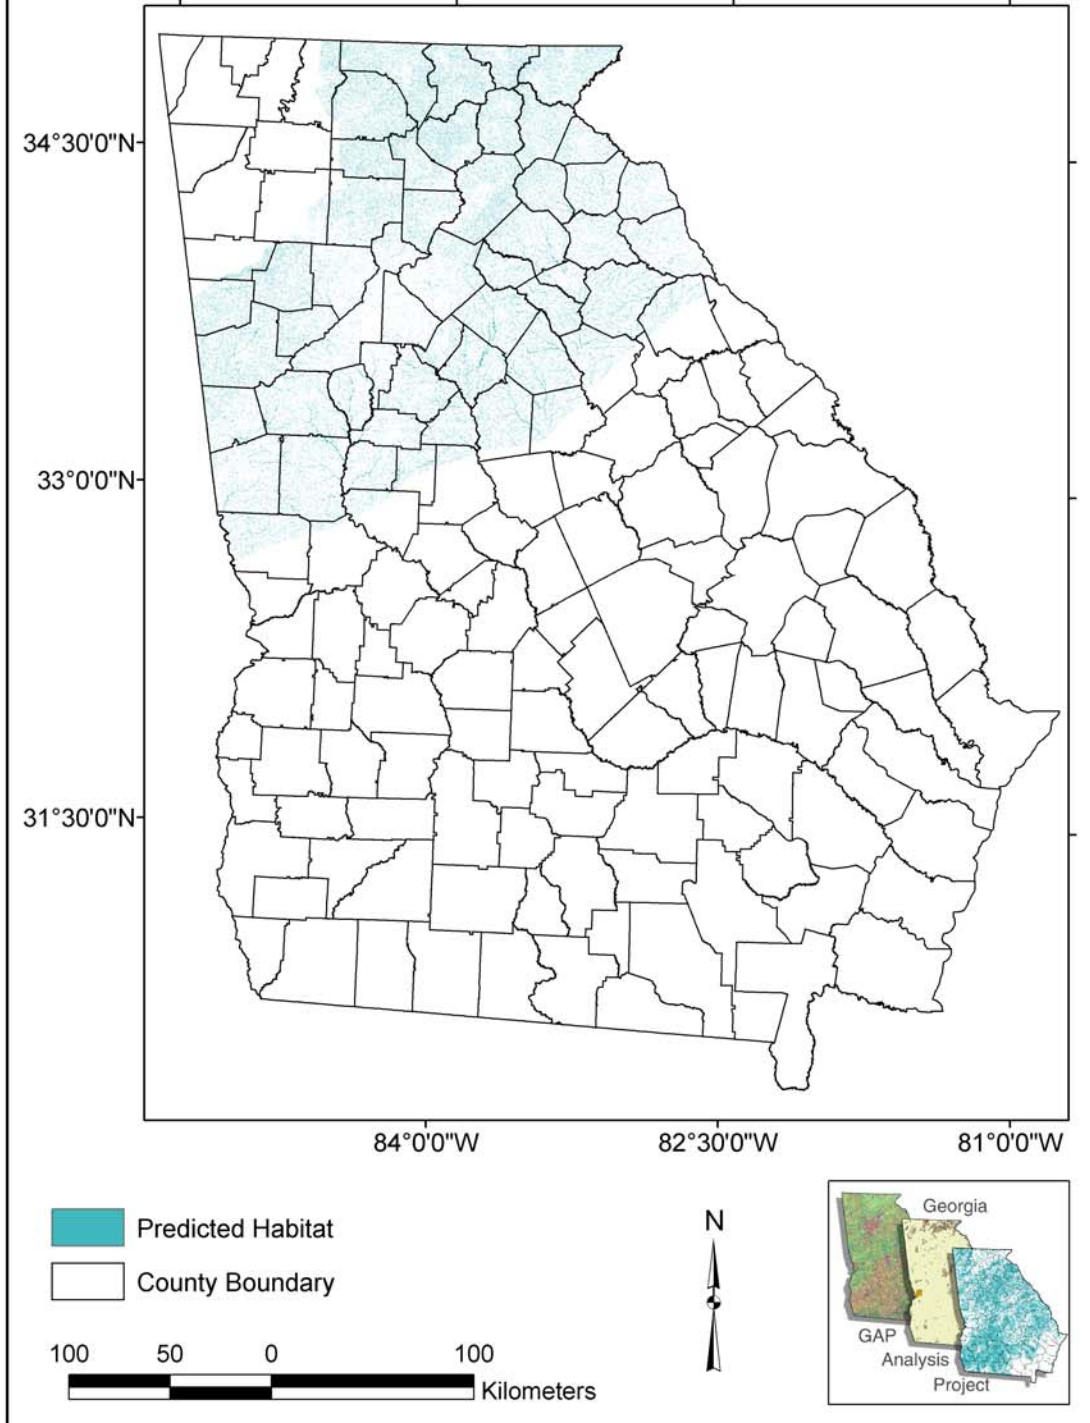 34°30'0"N
33°0'0"N
31°30'0"N
84°0'0"W 82°30'0"W 81°0'0"W
Predicted Habitat
County Boundary
100 50 0 100
Kilometers
N
Georgia
GAP
Analysis
Project